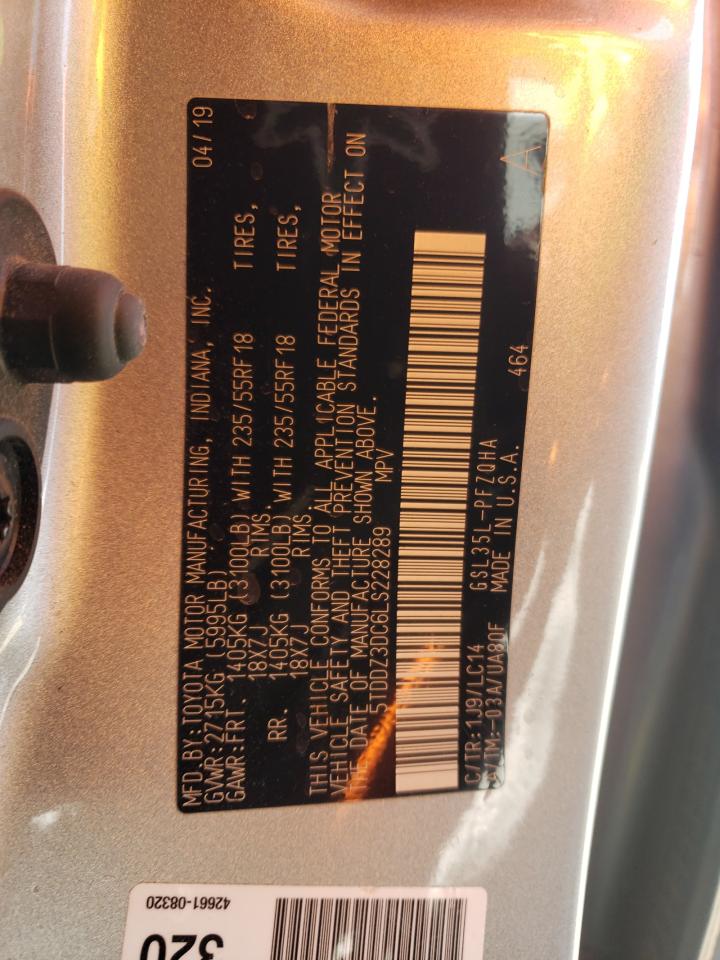 MFD.BY:TOYOTA MOTOR MANUFACTURING, INDIANA, INC. 04/19
GVWR:2715KG (5995LB)
GAWR:FRT. 1405KG (3100LB) WITH 235/55RF18 TIRES,
18X7J RIMS.
RR. 1405KG (3100LB) WITH 235/55RF18 TIRES,
18X7J RIMS.
THIS VEHICLE CONFORMS TO ALL APPLICABLE FEDERAL MOTOR
VEHICLE SAFETY AND THEFT PREVENTION STANDARDS IN EFFECT ON
THE DATE OF MANUFACTURE SHOWN ABOVE.
5TDDZ3DC6LS228289 MPV
A
C/TR:1J9/LC14 GSL35L-PFZQHA 464
A/TM:-03A/UA80F MADE IN U.S.A.
42661-08320
320